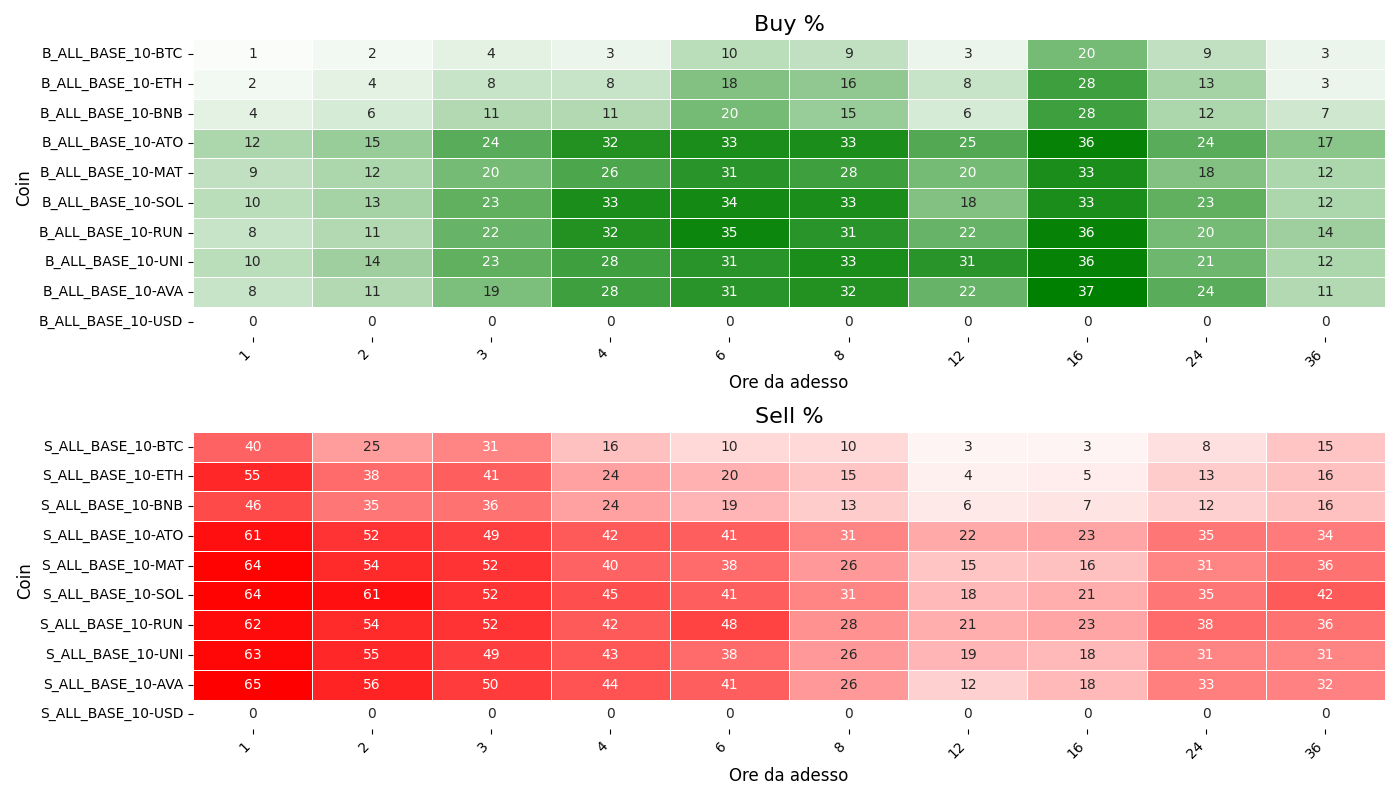 Buy %
Coin
B_ALL_BASE_10-BTC 1 2 4 3 10 9 3 20 9 3
B_ALL_BASE_10-ETH 2 4 8 8 18 16 8 28 13 3
B_ALL_BASE_10-BNB 4 6 11 11 20 15 6 28 12 7
B_ALL_BASE_10-ATO 12 15 24 32 33 33 25 36 24 17
B_ALL_BASE_10-MAT 9 12 20 26 31 28 20 33 18 12
B_ALL_BASE_10-SOL 10 13 23 33 34 33 18 33 23 12
B_ALL_BASE_10-RUN 8 11 22 32 35 31 22 36 20 14
B_ALL_BASE_10-UNI 10 14 23 28 31 33 31 36 21 12
B_ALL_BASE_10-AVA 8 11 19 28 31 32 22 37 24 11
B_ALL_BASE_10-USD 0 0 0 0 0 0 0 0 0 0
1 2 3 4 6 8 12 16 24 36
Ore da adesso
Sell %
Coin
S_ALL_BASE_10-BTC 40 25 31 16 10 10 3 3 8 15
S_ALL_BASE_10-ETH 55 38 41 24 20 15 4 5 13 16
S_ALL_BASE_10-BNB 46 35 36 24 19 13 6 7 12 16
S_ALL_BASE_10-ATO 61 52 49 42 41 31 22 23 35 34
S_ALL_BASE_10-MAT 64 54 52 40 38 26 15 16 31 36
S_ALL_BASE_10-SOL 64 61 52 45 41 31 18 21 35 42
S_ALL_BASE_10-RUN 62 54 52 42 48 28 21 23 38 36
S_ALL_BASE_10-UNI 63 55 49 43 38 26 19 18 31 31
S_ALL_BASE_10-AVA 65 56 50 44 41 26 12 18 33 32
S_ALL_BASE_10-USD 0 0 0 0 0 0 0 0 0 0
1 2 3 4 6 8 12 16 24 36
Ore da adesso